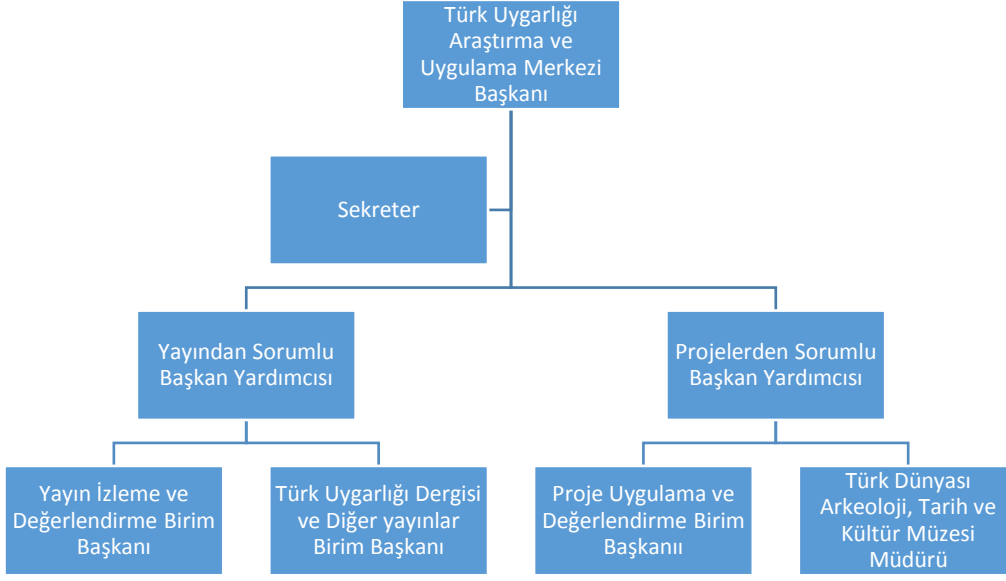 Türk Uygarlığı
Araştırma ve
Uygulama Merkezi
Başkanı
Sekreter
Yayından Sorumlu
Başkan Yardımcısı
Projelerden Sorumlu
Başkan Yardımcısı
Yayın İzleme ve
Değerlendirme Birim
Başkanı
Türk Uygarlığı Dergisi
ve Diğer yayınlar
Birim Başkanı
Proje Uygulama ve
Değerlendirme Birim
Başkanıı
Türk Dünyası
Arkeoloji, Tarih ve
Kültür Müzesi
Müdürü